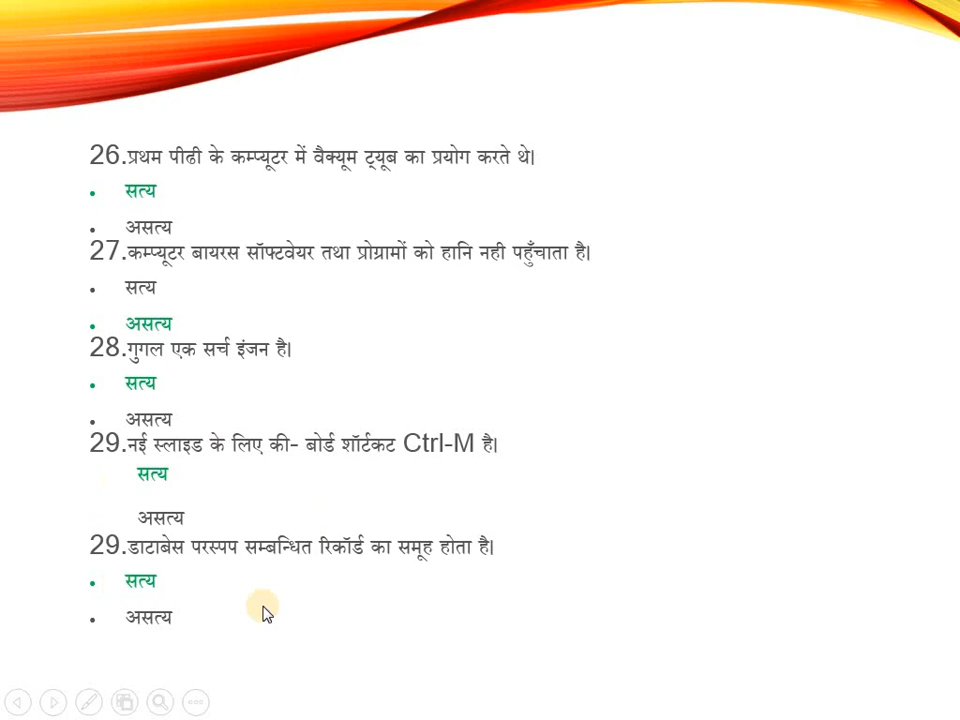 26.प्रथम पीढी के कम्प्यूटर में वैक्यूम ट्यूब का प्रयोग करते थे।
• सत्य
• असत्य
27.कम्प्यूटर बायरस सॉफ्टवेयर तथा प्रोग्रामों को हानि नही पहुँचाता है।
• सत्य
• असत्य
28.गुगल एक सर्च इंजन है।
• सत्य
• असत्य
29.नई स्लाइड के लिए की- बोर्ड शॉर्टकट Ctrl-M है।
सत्य
असत्य
29.डाटाबेस परस्पप सम्बन्धित रिकॉर्ड का समूह होता है।
• सत्य
• असत्य